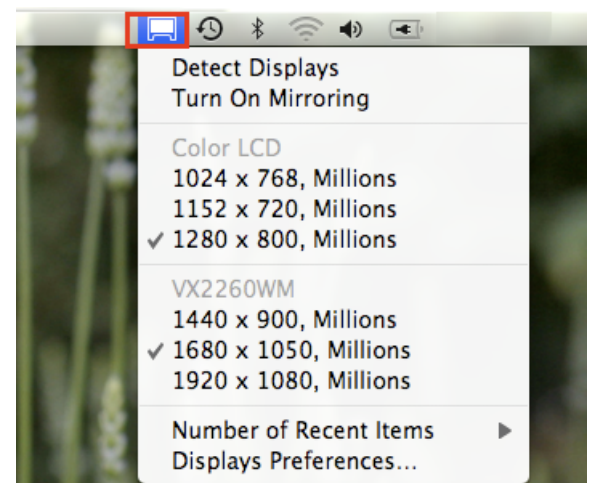 Detect Displays
Turn On Mirroring
Color LCD
1024 x 768, Millions
1152 x 720, Millions
1280 x 800, Millions
VX2260WM
1440 x 900, Millions
1680 x 1050, Millions
1920 x 1080, Millions
Number of Recent Items
Displays Preferences...